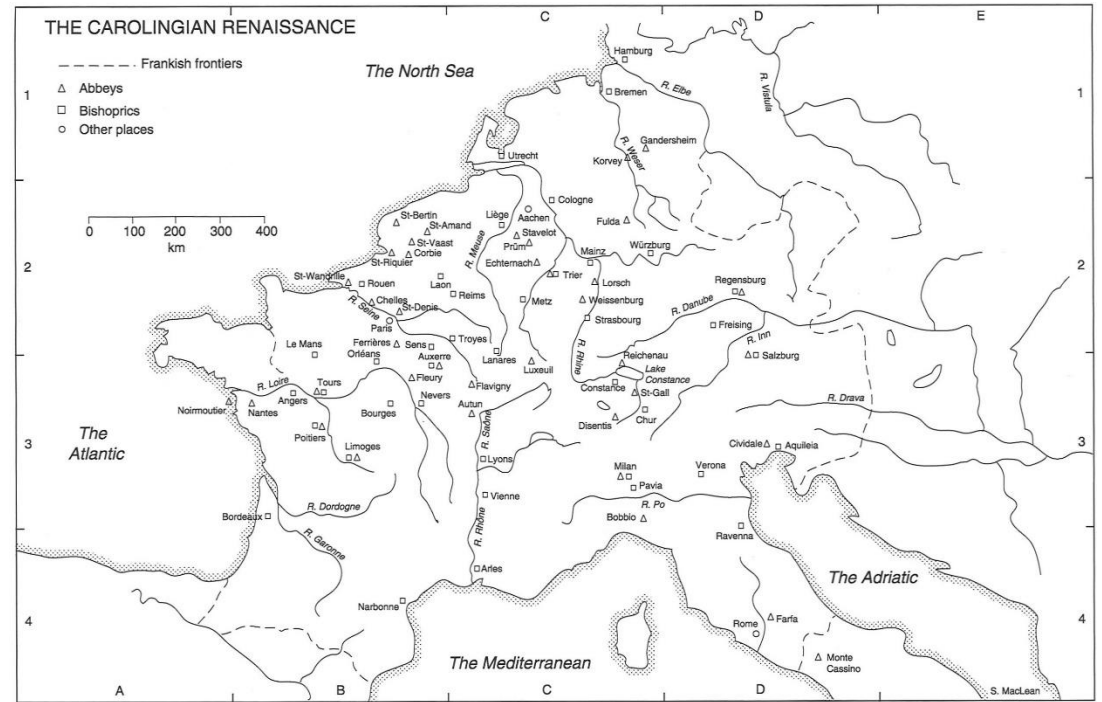 THE CAROLINGIAN RENAISSANCE
Frankish frontiers
Abbeys
Bishoprics
Other places
C
D
E
1
1
The North Sea
Hamburg
Bremen
R. Elbe
R. Vistula
R. Weser
Gandersheim
Korvey
Utrecht
0 100 200 300 400
km
Cologne
St-Bertin
St-Amand
Liège
Aachen
Stavelot
Fulda
St-Vaast
Corbie
Prüm
R. Meuse
Mainz
Würzburg
St-Riquier
Echternach
2
2
St-Wandrille
Rouen
Laon
Trier
Lorsch
Regensburg
Reims
Metz
Weissenburg
Chelles
St-Denis
R. Seine
R. Danube
Paris
Strasbourg
Freising
Ferrières
Sens
Troyes
R. Inn
Le Mans
Orléans
Auxerre
Lanares
Luxeuil
R. Rhine
Reichenau
Salzburg
Lake
Constance
Fleury
Flavigny
Constance
St-Gall
R. Loire
Tours
Angers
Noirmoutier
Nantes
Bourges
Nevers
Autun
R. Saône
Disentis
Chur
R. Drava
Poitiers
The
Atlantic
3
3
Limoges
Lyons
Cividale
Aquileia
Milan
Verona
Pavia
Vienne
R. Po
R. Dordogne
Bordeaux
Bobbio
R. Garonne
R. Rhône
Ravenna
Arles
The Adriatic
Narbonne
4
4
Rome
Farfa
The Mediterranean
Monte
Cassino
A
B
C
D
S. MacLean